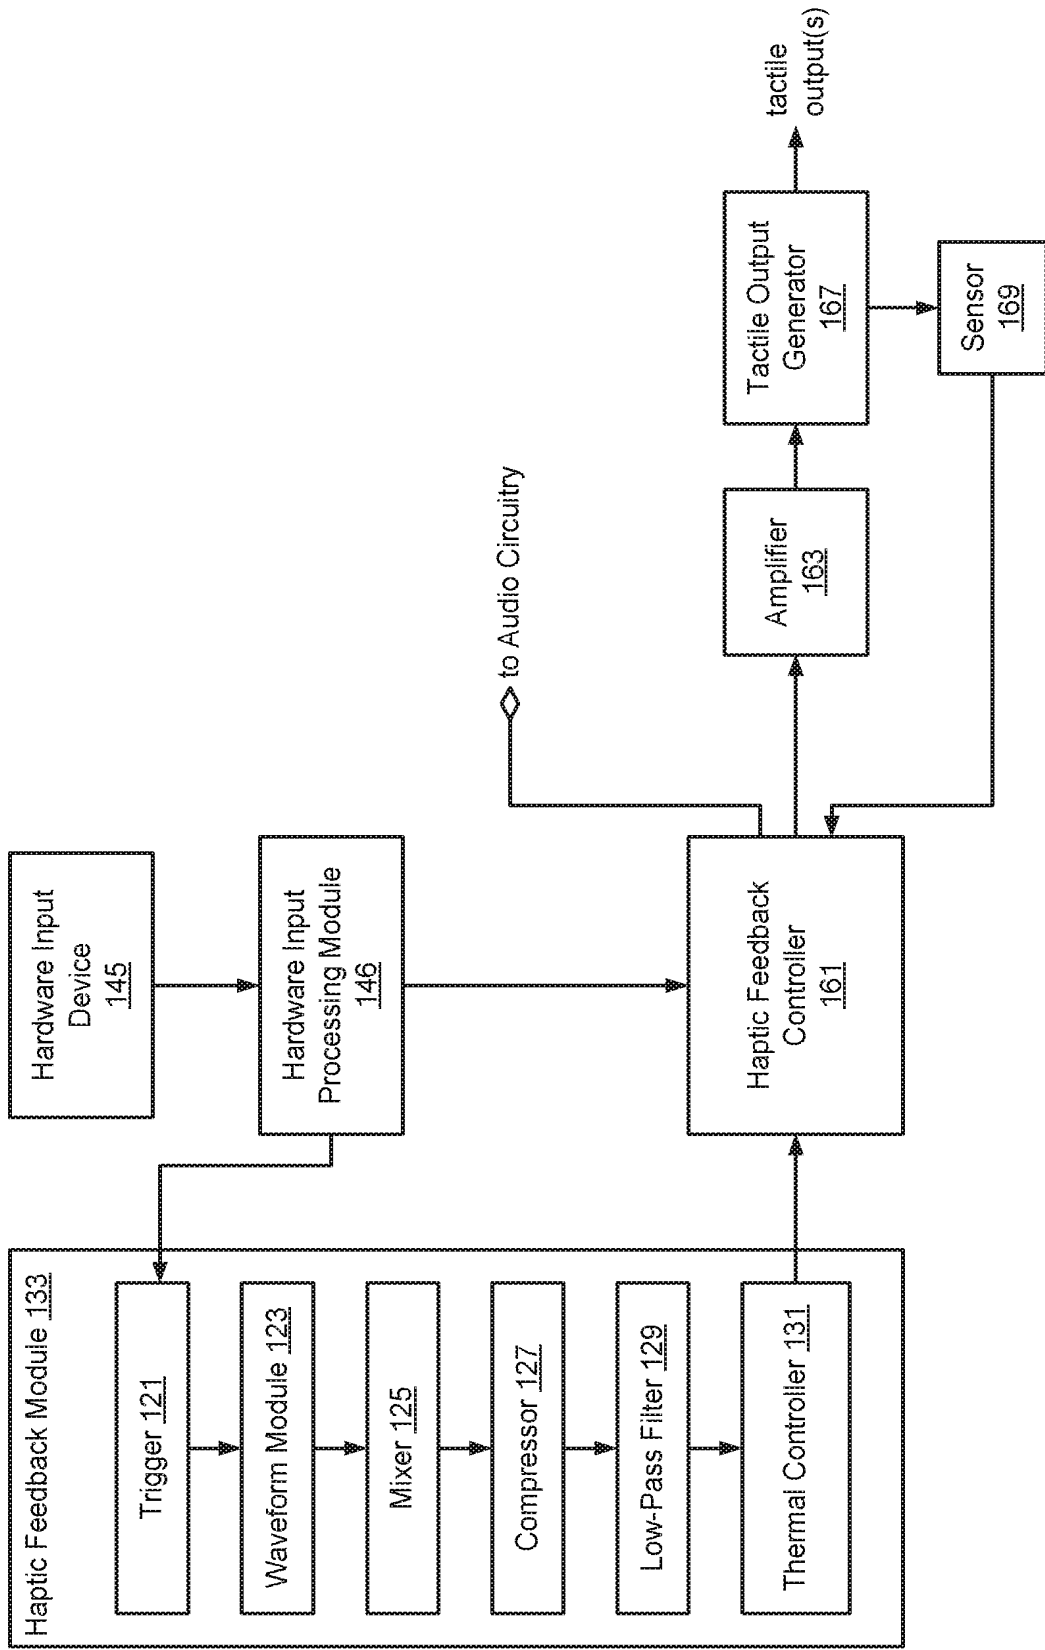 Haptic Feedback Module 133
Trigger 121
Waveform Module 123
Mixer 125
Compressor 127
Low-Pass Filter 129
Thermal Controller 131
Hardware Input
Device
145
Hardware Input
Processing Module
146
Haptic Feedback
Controller
161
to Audio Circuitry
Amplifier
163
Tactile Output
Generator
167
Sensor
169
tactile
output(s)